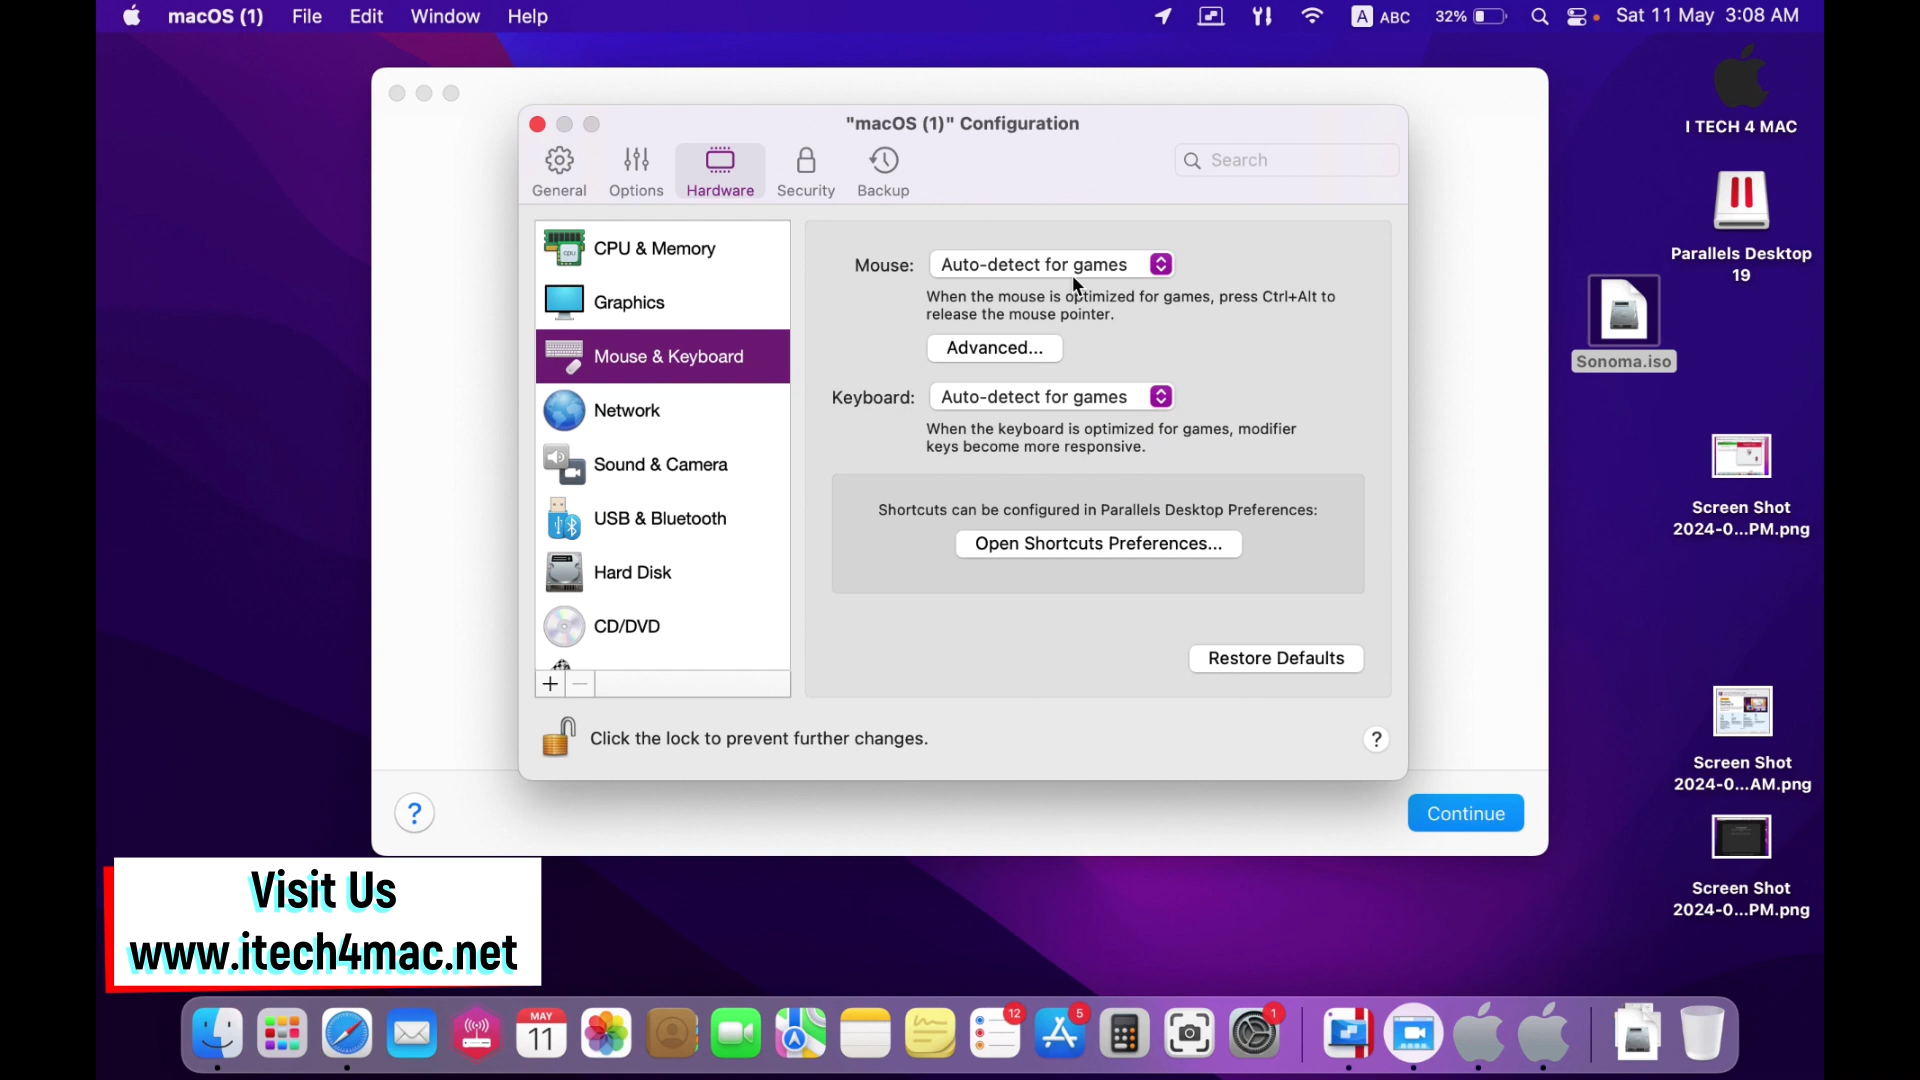 macOS (1) File Edit Window Help
A ABC 32% Sat 11 May 3:08 AM
"macOS (1)" Configuration
General Options Hardware Security Backup
Search
CPU & Memory
Graphics
Mouse & Keyboard
Network
Sound & Camera
USB & Bluetooth
Hard Disk
CD/DVD
Mouse: Auto-detect for games
When the mouse is optimized for games, press Ctrl+Alt to
release the mouse pointer.
Advanced...
Keyboard: Auto-detect for games
When the keyboard is optimized for games, modifier
keys become more responsive.
Shortcuts can be configured in Parallels Desktop Preferences:
Open Shortcuts Preferences...
Restore Defaults
Click the lock to prevent further changes.
?
?
Continue
I TECH 4 MAC
Parallels Desktop
19
Sonoma.iso
Screen Shot
2024-0...PM.png
Screen Shot
2024-0...AM.png
Screen Shot
2024-0...PM.png
Visit Us
www.itech4mac.net
MAY
11
12
5
1